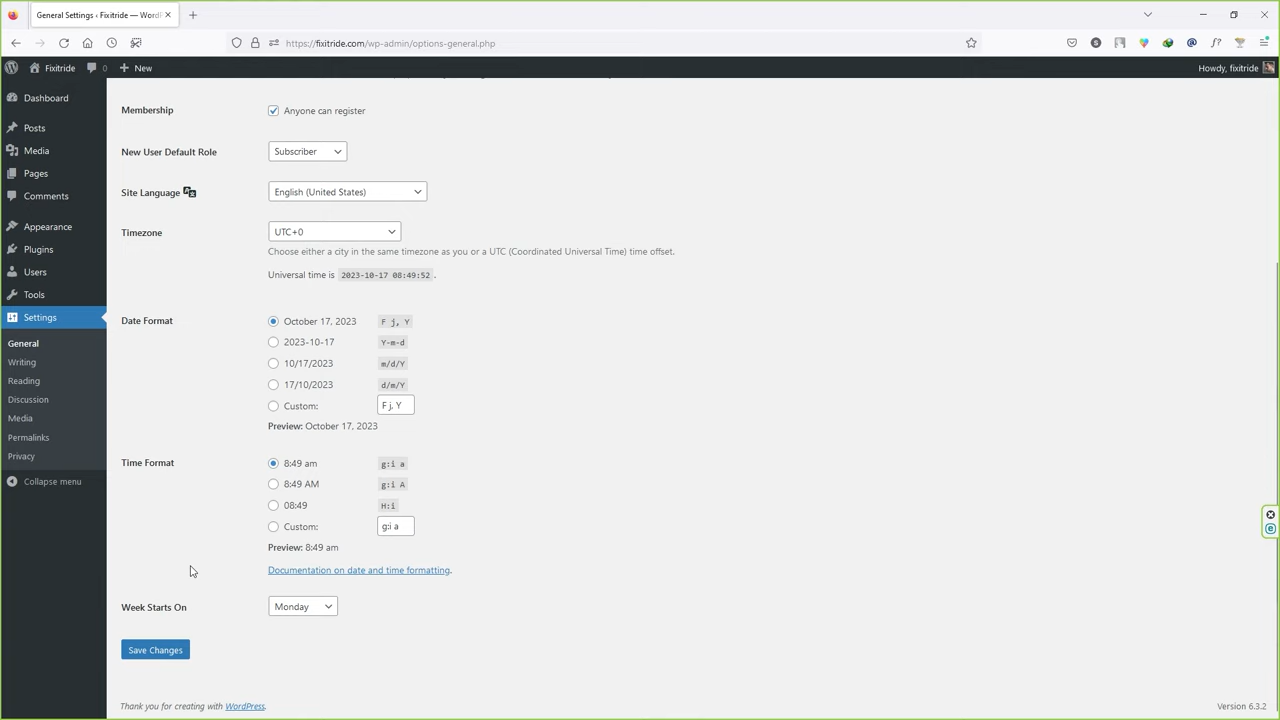 General Settings ‹ Fixitride — WordP
https://fixitride.com/wp-admin/options-general.php
Fixitride 0 New Howdy, fixitride
Dashboard
Posts
Media
Pages
Comments
Appearance
Plugins
Users
Tools
Settings
General
Writing
Reading
Discussion
Media
Permalinks
Privacy
Collapse menu
Membership Anyone can register
New User Default Role Subscriber
Site Language English (United States)
Timezone UTC+0
Choose either a city in the same timezone as you or a UTC (Coordinated Universal Time) time offset.
Universal time is 2023-10-17 08:49:52 .
Date Format October 17, 2023 F j, Y
2023-10-17 Y-m-d
10/17/2023 m/d/Y
17/10/2023 d/m/Y
Custom: F j, Y
Preview: October 17, 2023
Time Format 8:49 am g:i a
8:49 AM g:i A
08:49 H:i
Custom: g:i a
Preview: 8:49 am
Documentation on date and time formatting.
Week Starts On Monday
Save Changes
Thank you for creating with WordPress. Version 6.3.2